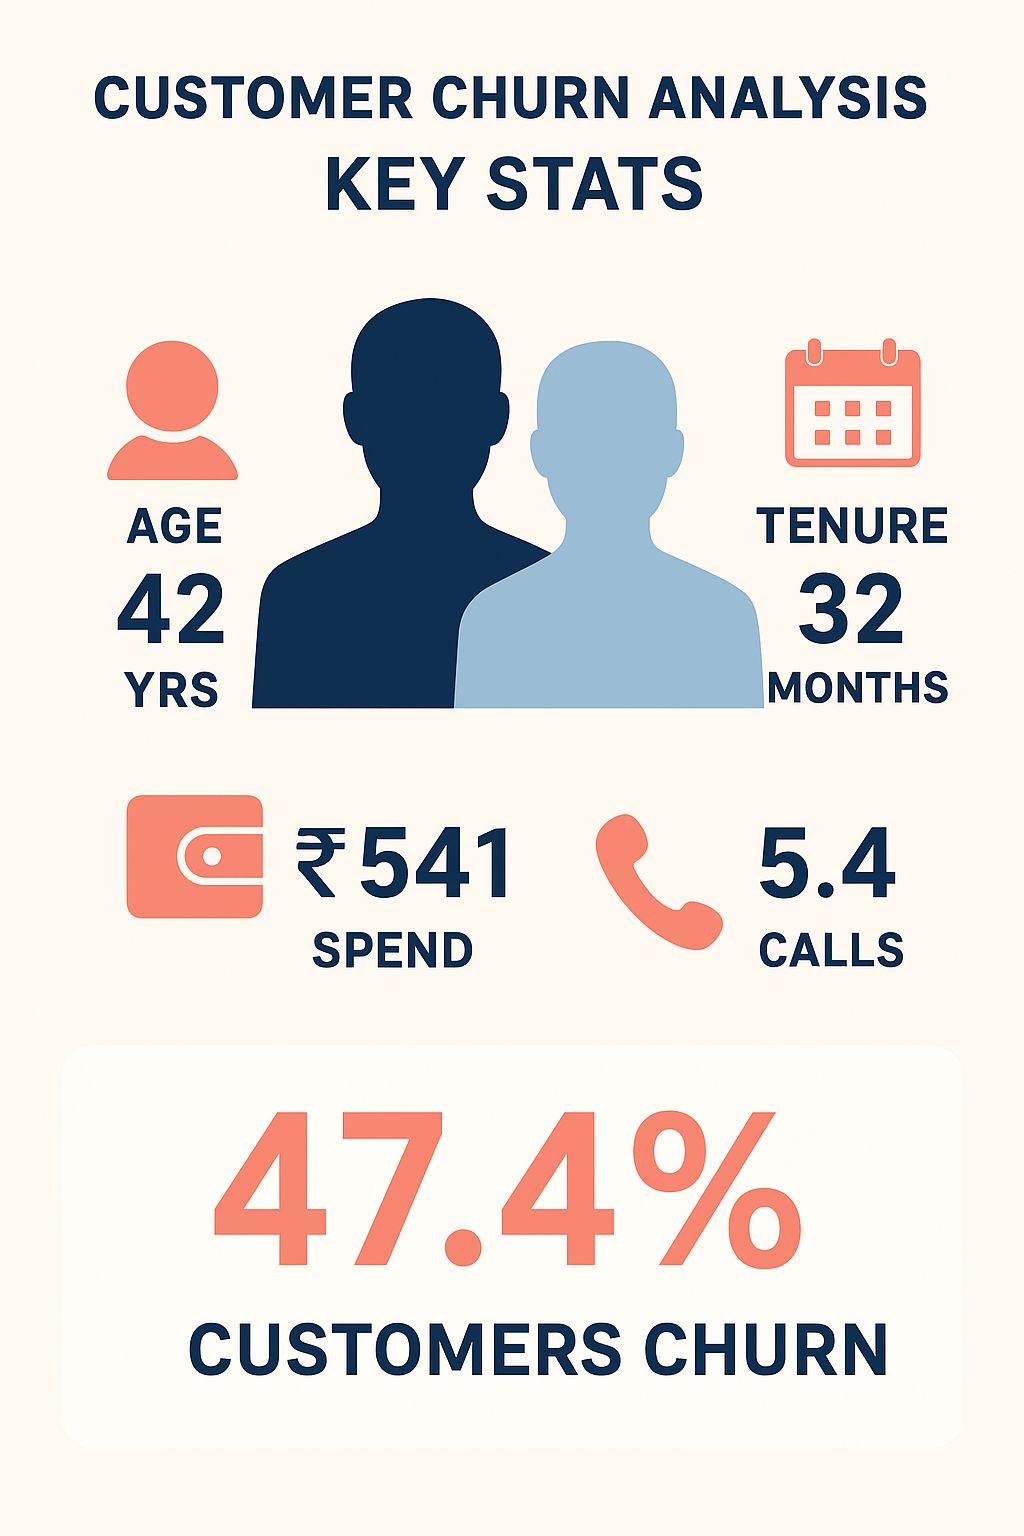 CUSTOMER CHURN ANALYSIS
KEY STATS
AGE
42
YRS
TENURE
32
MONTHS
₹541
SPEND
5.4
CALLS
47.4%
CUSTOMERS CHURN